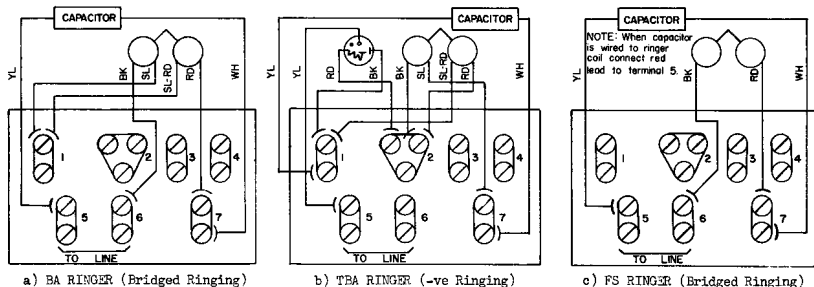 CAPACITOR
YL
BK
SL
SL-RD
RD
WH
1
2
3
4
5
6
7
TO LINE
a) BA RINGER (Bridged Ringing)
CAPACITOR
YL
YL
RD
BK
BK
SL
SL-RD
RD
WH
1
2
3
4
5
6
7
TO LINE
b) TBA RINGER (-ve Ringing)
CAPACITOR
NOTE: When capacitor
is wired to ringer
coil connect red
lead to terminal 5.
YL
BK
RD
WH
1
2
3
4
5
6
7
TO LINE
c) FS RINGER (Bridged Ringing)